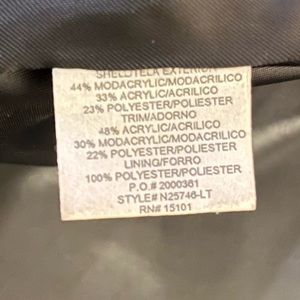 SHELL/TELA EXTERIOR
44% MODACRYLIC/MODACRILICO
33% ACRYLIC/ACRILICO
23% POLYESTER/POLIESTER
TRIM/ADORNO
48% ACRYLIC/ACRILICO
30% MODACRYLIC/MODACRILICO
22% POLYESTER/POLIESTER
LINING/FORRO
100% POLYESTER/POLIESTER
P.O.# 2000361
STYLE# N25746-LT
RN# 15101